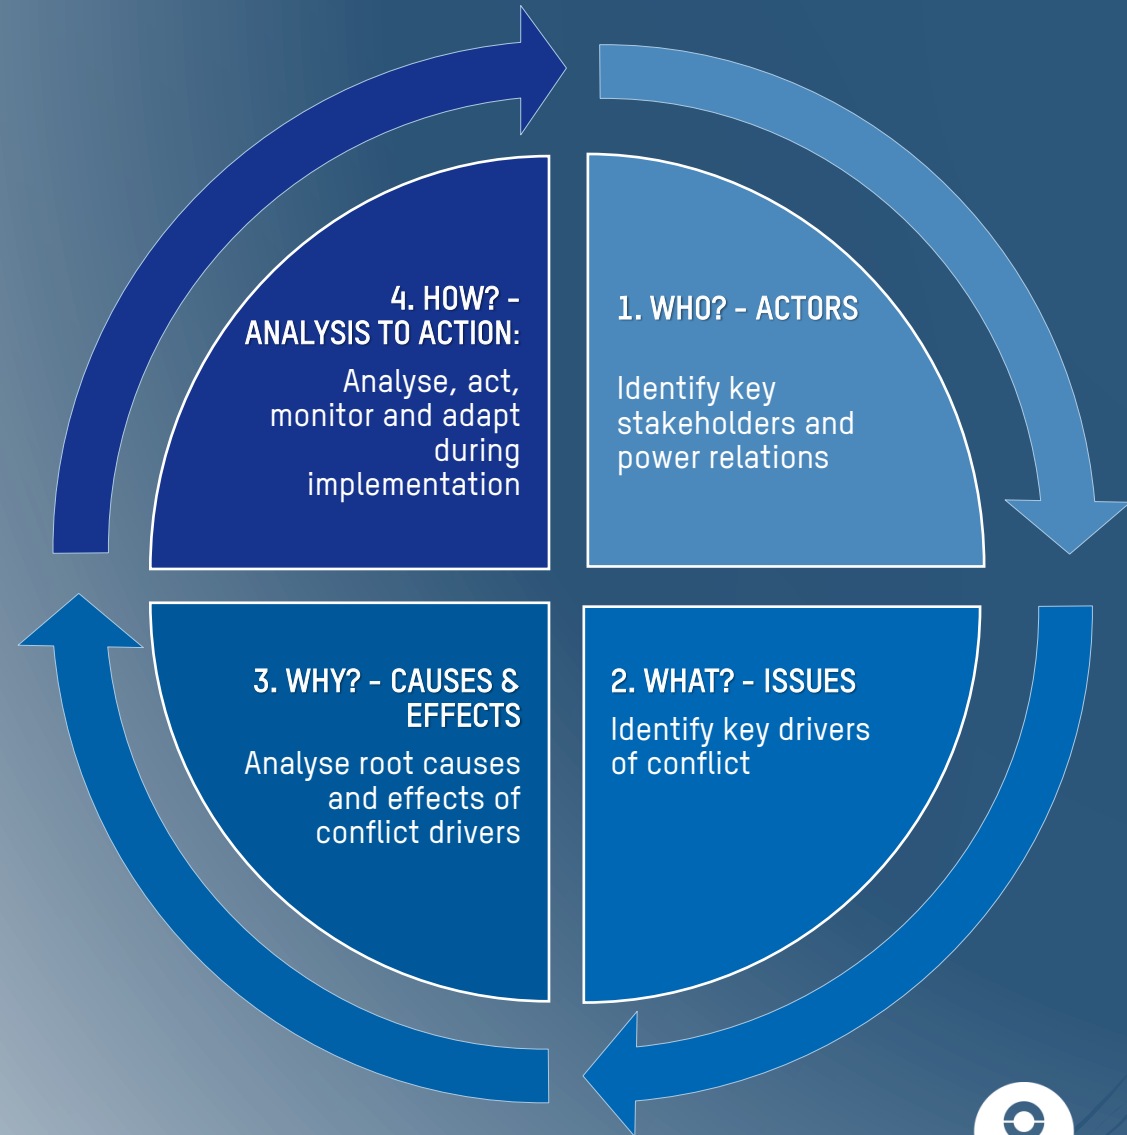 1. WHO? - ACTORS
Identify key
stakeholders and
power relations
2. WHAT? - ISSUES
Identify key drivers
of conflict
3. WHY? - CAUSES &
EFFECTS
Analyse root causes
and effects of
conflict drivers
4. HOW? -
ANALYSIS TO ACTION:
Analyse, act,
monitor and adapt
during
implementation